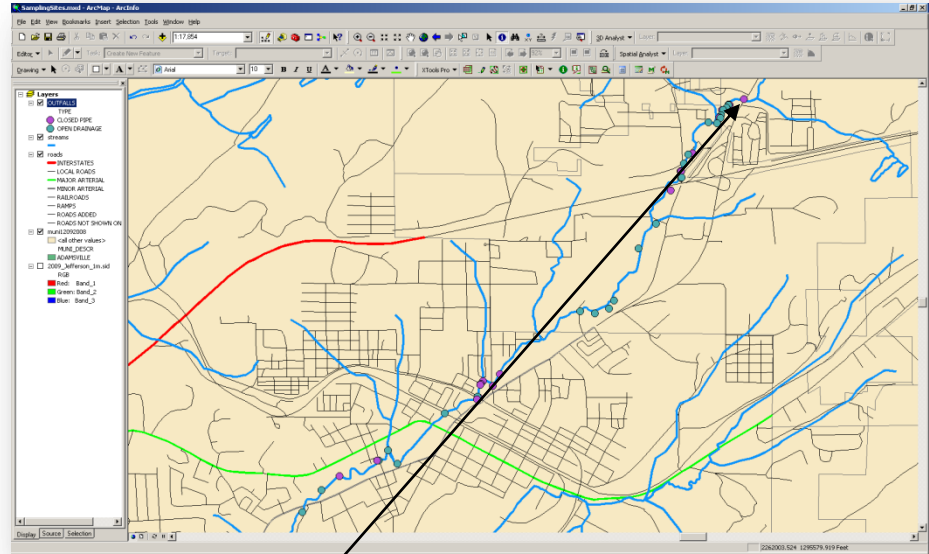 SamplingSites.mxd - ArcMap - ArcInfo
File Edit View Bookmarks Insert Selection Tools Window Help
1:17,854
3D Analyst Layer:
Editor Task: Create New Feature Target:
Spatial Analyst Layer:
Drawing A Arial 10 B I U A XTools Pro
Layers
OUTFALLS
TYPE
CLOSED PIPE
OPEN DRAINAGE
streams
roads
INTERSTATES
LOCAL ROADS
MAJOR ARTERIAL
MINOR ARTERIAL
RAILROADS
RAMPS
ROADS ADDED
ROADS NOT SHOWN ON
muni12092008
<all other values>
MUNI_DESCR
ADAMSVILLE
2009_Jefferson_1m.sid
RGB
Red: Band_1
Green: Band_2
Blue: Band_3
Display Source Selection
2262003.524 1295579.919 Feet